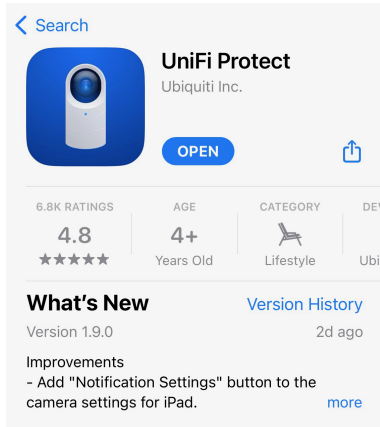 Search
UniFi Protect
Ubiquiti Inc.
OPEN
6.8K RATINGS AGE CATEGORY DE
4.8 4+
Years Old Lifestyle Ubi
What's New Version History
Version 1.9.0 2d ago
Improvements
- Add "Notification Settings" button to the
camera settings for iPad. more